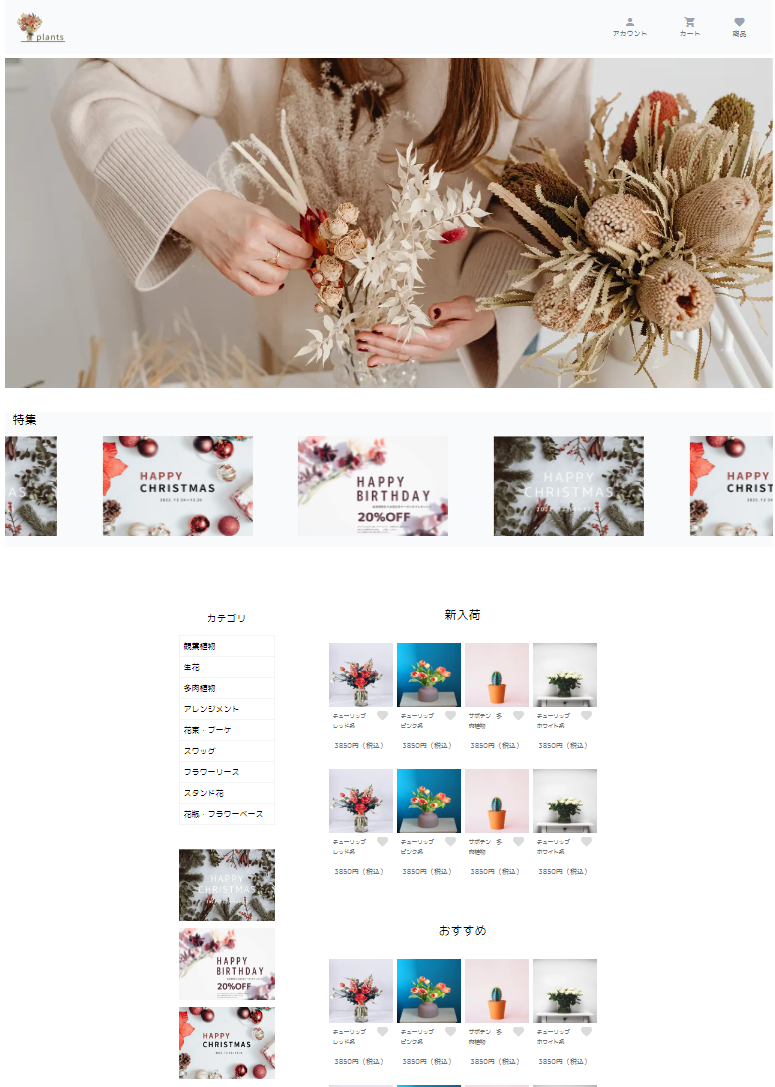 plants
アカウント
カート
商品
特集
HAPPY
CHRISTMAS
HAPPY
BIRTHDAY
20%OFF
HAPPY
CHRISTMAS
HAPPY
CHRIST
カテゴリ
観葉植物
生花
多肉植物
アレンジメント
花束・ブーケ
スワッグ
フラワーリース
スタンド花
花瓶・フラワーベース
HAPPY
CHRISTMAS
HAPPY
BIRTHDAY
20%OFF
HAPPY
CHRISTMAS
新入荷
チューリップ
レッド系
3850円（税込）
チューリップ
ピンク系
3850円（税込）
サボテン 多
肉植物
3850円（税込）
チューリップ
ホワイト系
3850円（税込）
チューリップ
レッド系
3850円（税込）
チューリップ
ピンク系
3850円（税込）
サボテン 多
肉植物
3850円（税込）
チューリップ
ホワイト系
3850円（税込）
おすすめ
チューリップ
レッド系
3850円（税込）
チューリップ
ピンク系
3850円（税込）
サボテン 多
肉植物
3850円（税込）
チューリップ
ホワイト系
3850円（税込）